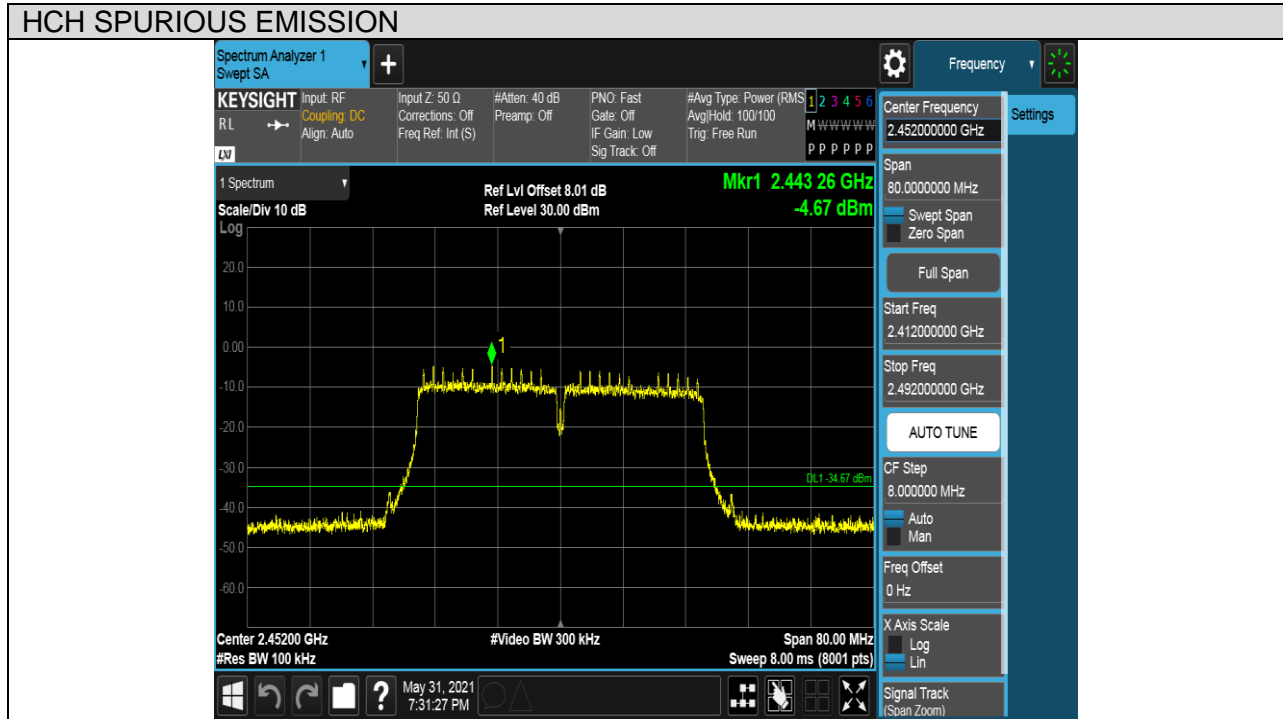 HCH SPURIOUS EMISSION
Spectrum Analyzer 1
Swept SA
+
Frequency
KEYSIGHT
RL
LXI
Input: RF
Coupling: DC
Align: Auto
Input Z: 50 Ω
Corrections: Off
Freq Ref: Int (S)
#Atten: 40 dB
Preamp: Off
PNO: Fast
Gate: Off
IF Gain: Low
Sig Track: Off
#Avg Type: Power (RMS
Avg|Hold: 100/100
Trig: Free Run
1 2 3 4 5 6
M W W W W W
P P P P P P
1 Spectrum
Scale/Div 10 dB
Ref Lvl Offset 8.01 dB
Ref Level 30.00 dBm
Mkr1 2.443 26 GHz
-4.67 dBm
Log
20.0
10.0
0.00
-10.0
-20.0
-30.0
-40.0
-50.0
-60.0
1
DL1 -34.67 dBm
Center 2.45200 GHz
#Res BW 100 kHz
#Video BW 300 kHz
Span 80.00 MHz
Sweep 8.00 ms (8001 pts)
Center Frequency
2.452000000 GHz
Settings
Span
80.0000000 MHz
Swept Span
Zero Span
Full Span
Start Freq
2.412000000 GHz
Stop Freq
2.492000000 GHz
AUTO TUNE
CF Step
8.000000 MHz
Auto
Man
Freq Offset
0 Hz
X Axis Scale
Log
Lin
Signal Track
(Span Zoom)
?
May 31, 2021
7:31:27 PM